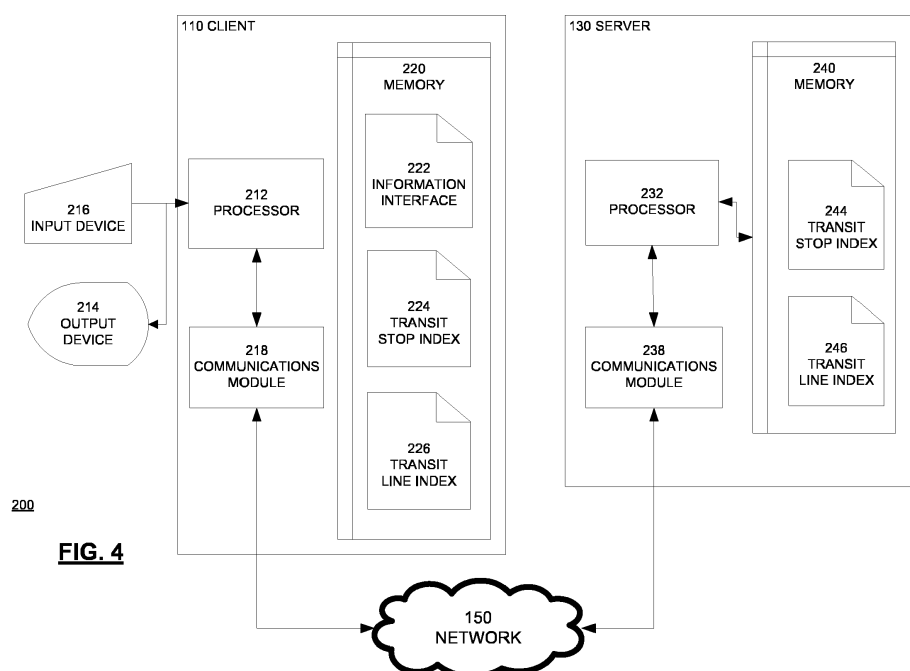 110 CLIENT
220
MEMORY
222
INFORMATION
INTERFACE
212
PROCESSOR
216
INPUT DEVICE
214
OUTPUT
DEVICE
224
TRANSIT
STOP INDEX
218
COMMUNICATIONS
MODULE
226
TRANSIT
LINE INDEX
130 SERVER
240
MEMORY
232
PROCESSOR
244
TRANSIT
STOP INDEX
238
COMMUNICATIONS
MODULE
246
TRANSIT
LINE INDEX
200
FIG. 4
150
NETWORK